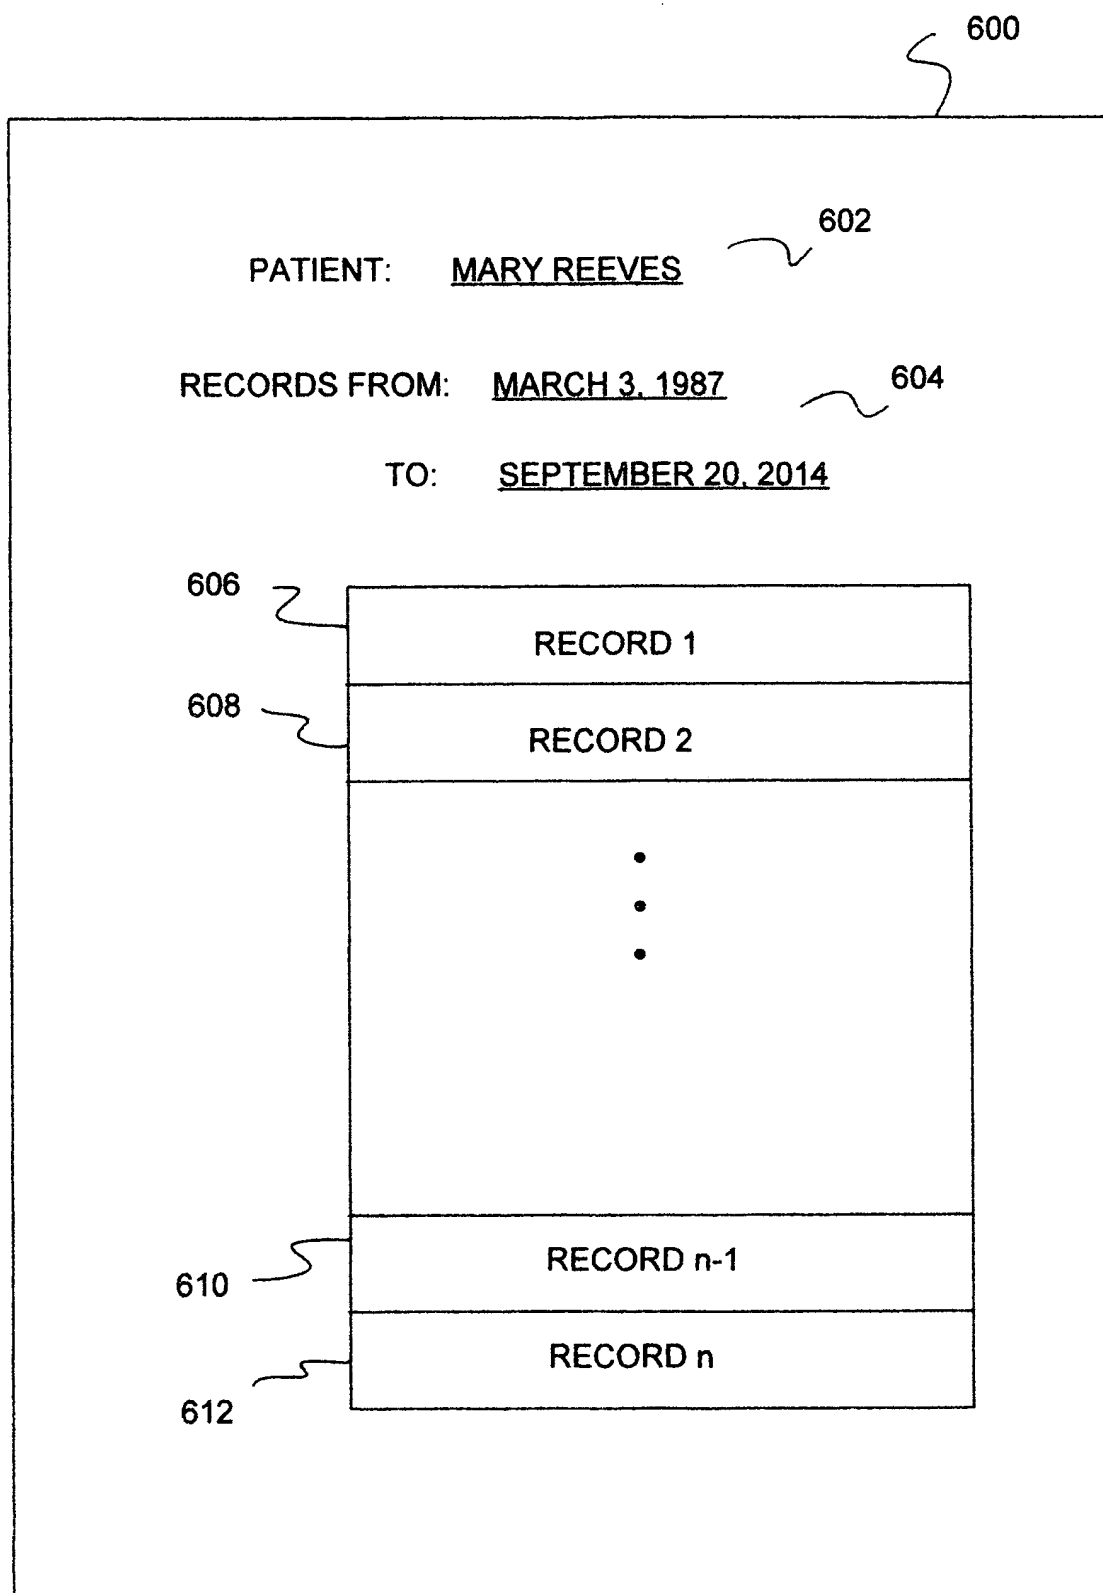 600
602
PATIENT: MARY REEVES
RECORDS FROM: MARCH 3, 1987
604
TO: SEPTEMBER 20, 2014
606
RECORD 1
608
RECORD 2
RECORD n-1
610
RECORD n
612